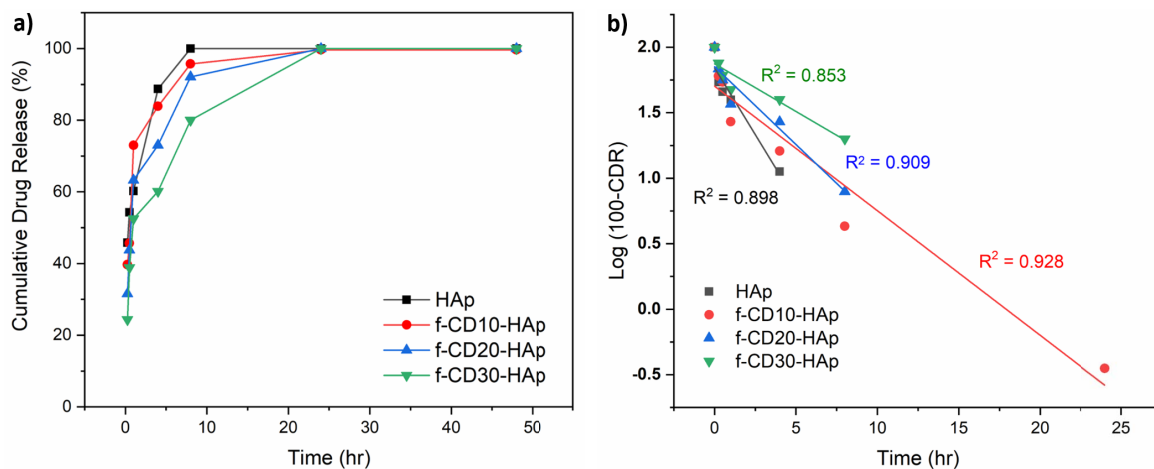 a)
Cumulative Drug Release (%)
100
80
60
40
20
0
HAp
f-CD10-HAp
f-CD20-HAp
f-CD30-HAp
0
10
20
30
40
50
Time (hr)
b)
Log (100-CDR)
2.0
1.5
1.0
0.5
0.0
-0.5
R² = 0.853
R² = 0.909
R² = 0.898
R² = 0.928
HAp
f-CD10-HAp
f-CD20-HAp
f-CD30-HAp
0
5
10
15
20
25
Time (hr)